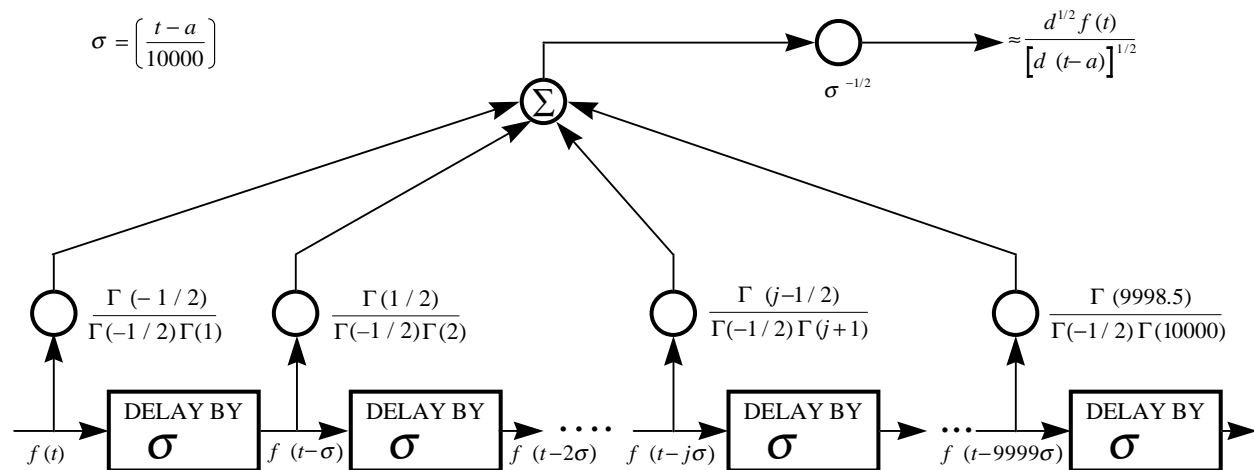 σ = (t − a / 10000)
≈ d^{1/2} f (t) / [d (t− a)]^{1/2}
σ ^{−1/2}
Σ
Γ (− 1 / 2) / Γ(−1 / 2) Γ(1)
Γ (1 / 2) / Γ(−1 / 2) Γ(2)
Γ (j−1 / 2) / Γ(−1 / 2) Γ (j+1)
Γ (9998.5) / Γ(−1 / 2) Γ (10000)
DELAY BY
σ
DELAY BY
σ
DELAY BY
σ
DELAY BY
σ
f (t)
f (t−σ)
f (t−2σ)
....
f (t−jσ)
...
f (t−9999σ)